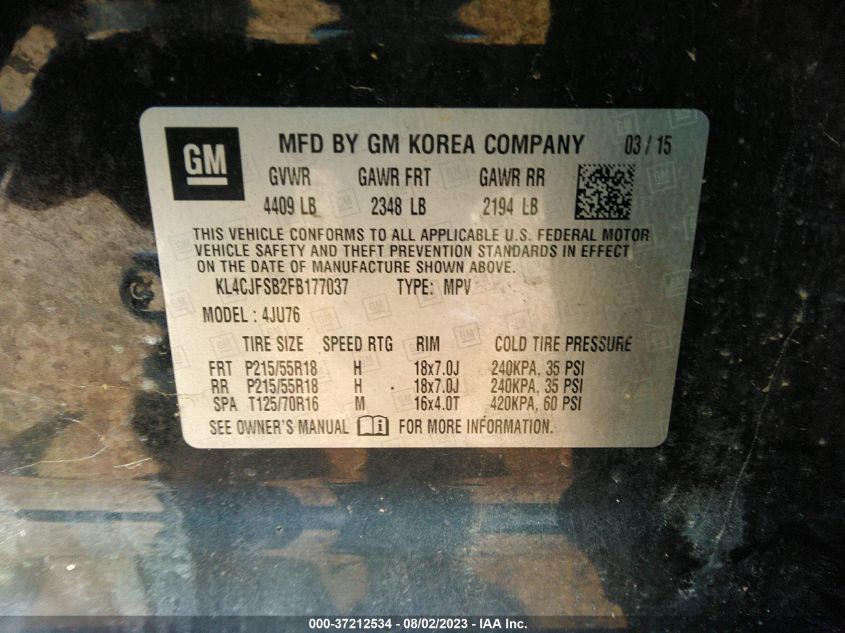 GM MFD BY GM KOREA COMPANY 03 / 15
GVWR GAWR FRT GAWR RR
4409 LB 2348 LB 2194 LB
THIS VEHICLE CONFORMS TO ALL APPLICABLE U.S. FEDERAL MOTOR
VEHICLE SAFETY AND THEFT PREVENTION STANDARDS IN EFFECT
ON THE DATE OF MANUFACTURE SHOWN ABOVE.
KL4CJFSB2FB177037 TYPE: MPV
MODEL : 4JU76
TIRE SIZE SPEED RTG RIM COLD TIRE PRESSURE
FRT P215/55R18 H 18x7.0J 240KPA, 35 PSI
RR P215/55R18 H 18x7.0J 240KPA, 35 PSI
SPA T125/70R16 M 16x4.0T 420KPA, 60 PSI
SEE OWNER'S MANUAL i FOR MORE INFORMATION.
000-37212534 - 08/02/2023 - IAA Inc.